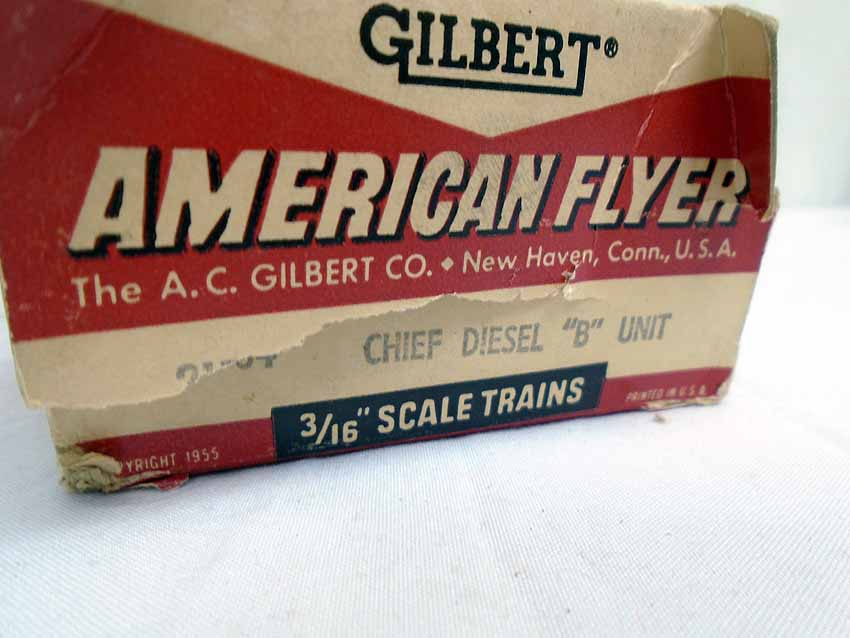 GILBERT®
AMERICAN FLYER
The A.C. GILBERT CO. ◆ New Haven, Conn., U.S.A.
CHIEF DIESEL "B" UNIT
3/16" SCALE TRAINS
PRINTED IN U.S.A.
1955